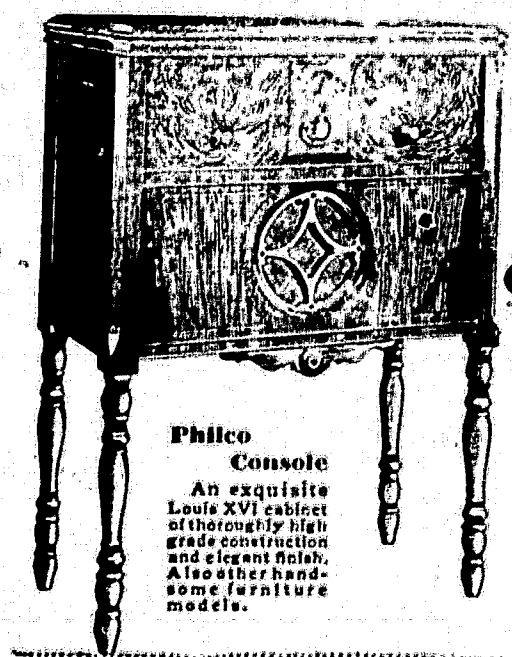 Philco
Console
An exquisite
Louis XVI cabinet
of thoroughly high
grade construction
and elegant finish.
Also other hand-
some furniture
models.